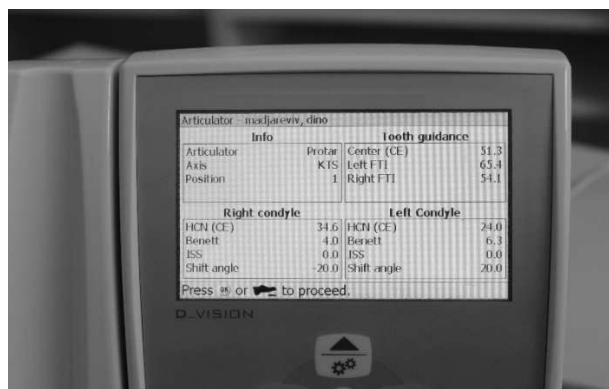 Articulator - madjareviv, dino
Info
Articulator Protar
Axis KTS
Position 1
Tooth guidance
Center (CE) 51.3
Left FTI 65.4
Right FTI 54.1
Right condyle
HCN (CE) 34.6
Benett 4.0
ISS 0.0
Shift angle -20.0
Left Condyle
HCN (CE) 24.0
Benett 6.3
ISS 0.0
Shift angle 20.0
Press OK or to proceed.
D_VISION